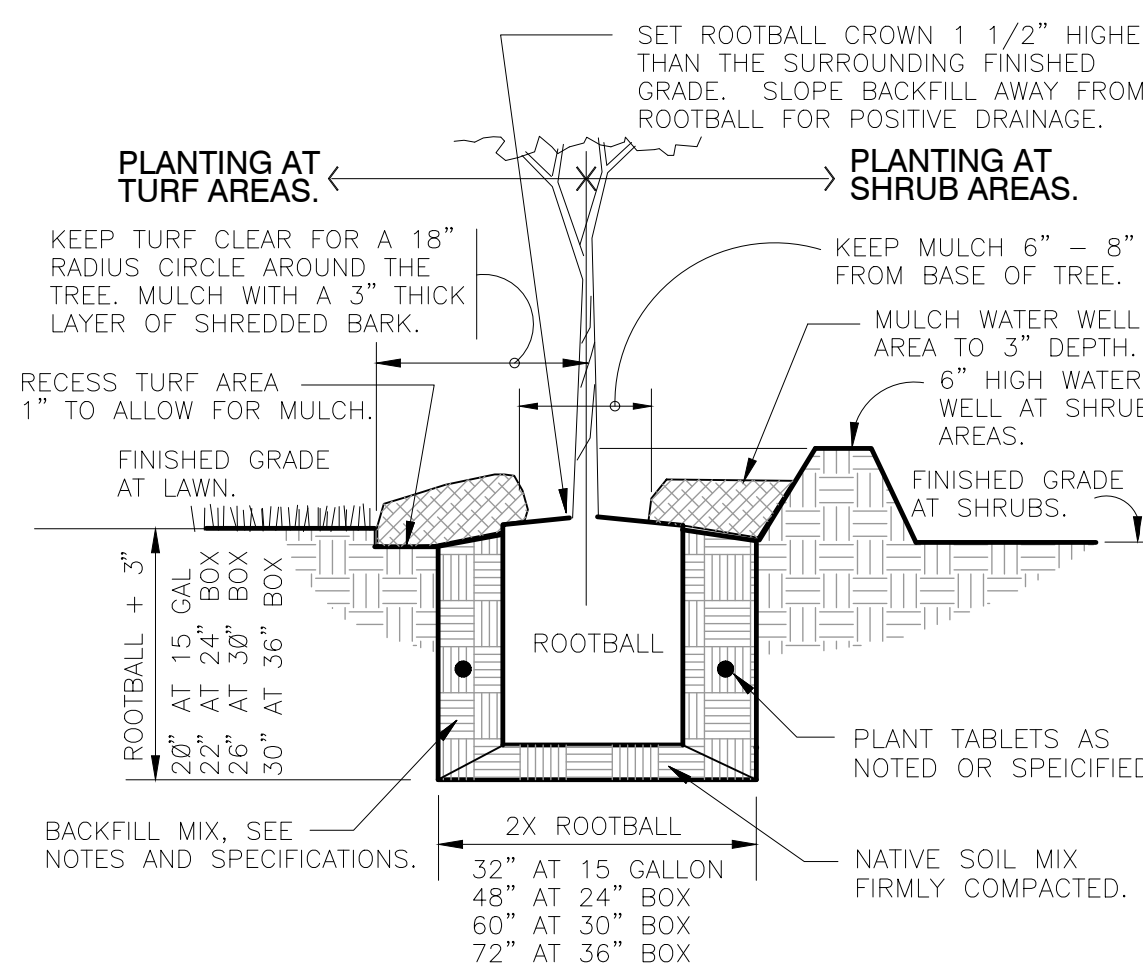 SET ROOTBALL CROWN 1 1/2" HIGHE
THAN THE SURROUNDING FINISHED
GRADE. SLOPE BACKFILL AWAY FROM
ROOTBALL FOR POSITIVE DRAINAGE.
PLANTING AT
TURF AREAS.
PLANTING AT
SHRUB AREAS.
KEEP TURF CLEAR FOR A 18"
RADIUS CIRCLE AROUND THE
TREE. MULCH WITH A 3" THICK
LAYER OF SHREDDED BARK.
KEEP MULCH 6" – 8"
FROM BASE OF TREE.
MULCH WATER WELL
AREA TO 3" DEPTH.
RECESS TURF AREA
1" TO ALLOW FOR MULCH.
6" HIGH WATER
WELL AT SHRUB
AREAS.
FINISHED GRADE
AT LAWN.
FINISHED GRADE
AT SHRUBS.
ROOTBALL + 3"
20" AT 15 GAL
22" AT 24" BOX
26" AT 30" BOX
30" AT 36" BOX
ROOTBALL
PLANT TABLETS AS
NOTED OR SPEICIFIED
BACKFILL MIX, SEE
NOTES AND SPECIFICATIONS.
2X ROOTBALL
32" AT 15 GALLON
48" AT 24" BOX
60" AT 30" BOX
72" AT 36" BOX
NATIVE SOIL MIX
FIRMLY COMPACTED.